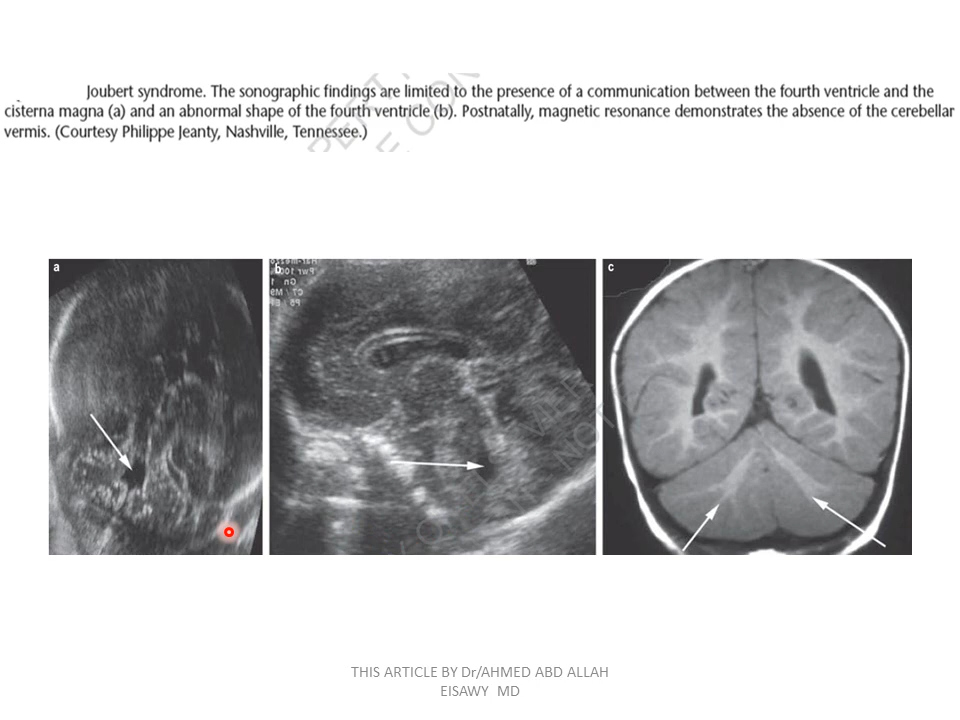 Joubert syndrome. The sonographic findings are limited to the presence of a communication between the fourth ventricle and the
cisterna magna (a) and an abnormal shape of the fourth ventricle (b). Postnatally, magnetic resonance demonstrates the absence of the cerebellar
vermis. (Courtesy Philippe Jeanty, Nashville, Tennessee.)
a
b
c
THIS ARTICLE BY Dr/AHMED ABD ALLAH
EISAWY MD